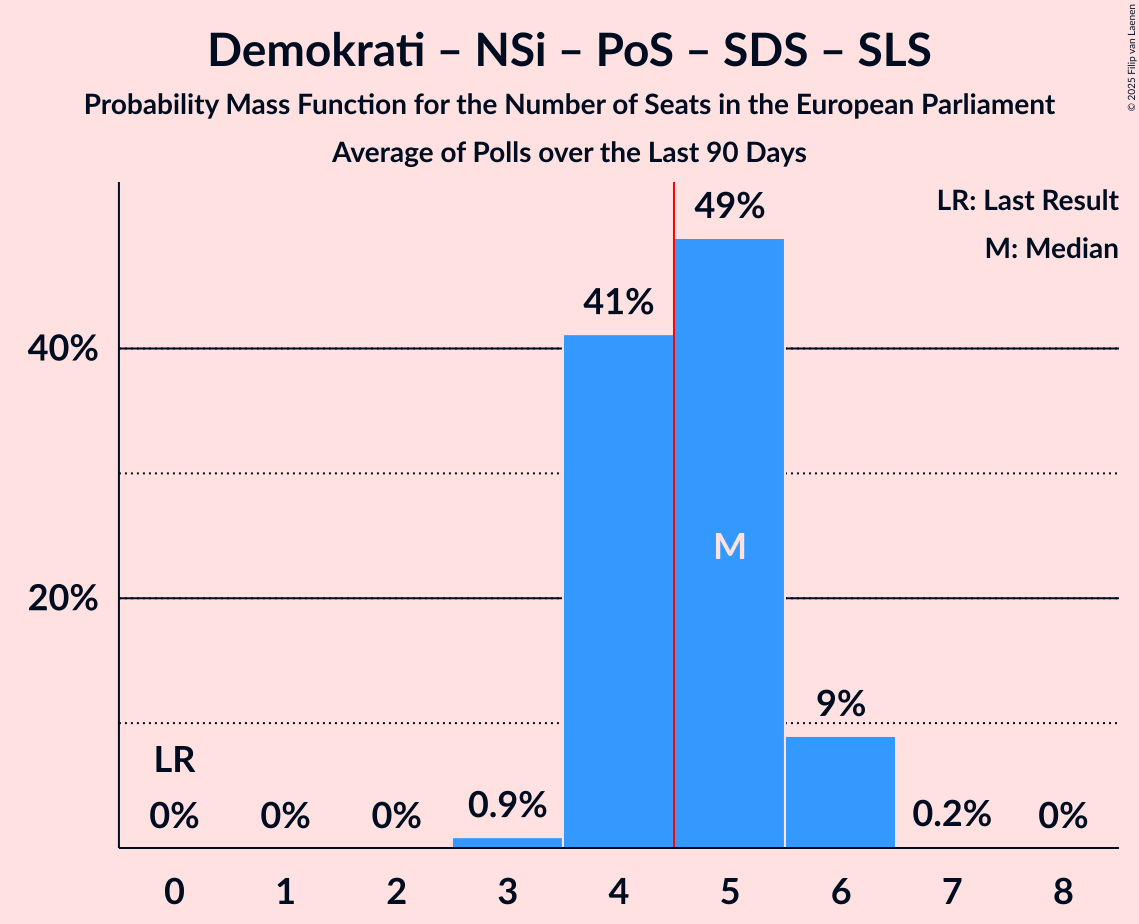 Demokrati – NSi – PoS – SDS – SLS
Probability Mass Function for the Number of Seats in the European Parliament
Average of Polls over the Last 90 Days
© 2025 Filip van Laenen
LR: Last Result
M: Median
49%
41%
40%
M
20%
9%
LR
0%
0%
0%
0.9%
0.2%
0%
0
1
2
3
4
5
6
7
8